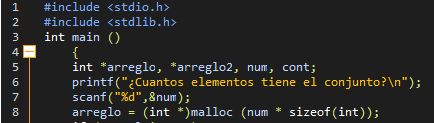 1 #include <stdio.h>
2 #include <stdlib.h>
3 int main ()
4 {
5 int *arreglo, *arreglo2, num, cont;
6 printf("¿Cuantos elementos tiene el conjunto?\n");
7 scanf("%d",&num);
8 arreglo = (int *)malloc (num * sizeof(int));